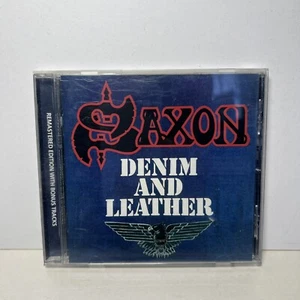 REMASTERED EDITION WITH BONUS TRACKS
SAXON
DENIM
AND
LEATHER